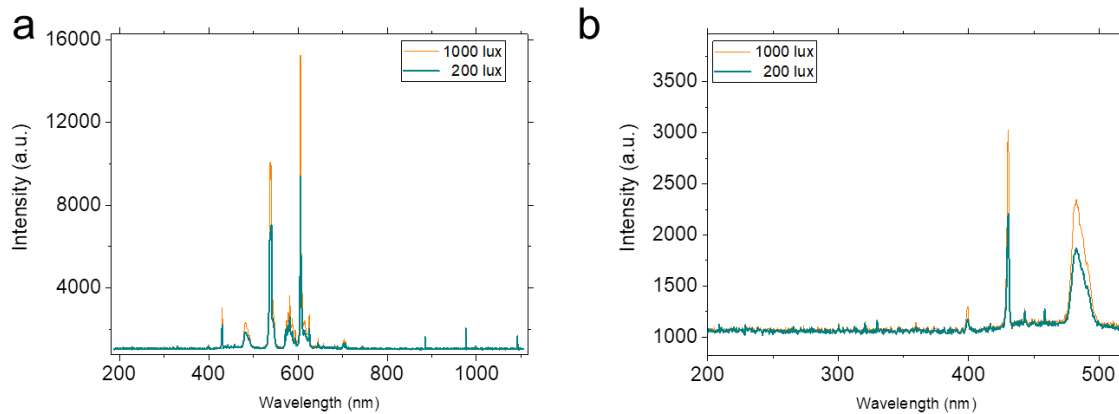 a
16000
12000
8000
4000
Intensity (a.u.)
1000 lux
200 lux
200
400
600
800
1000
Wavelength (nm)
b
3500
3000
2500
2000
1500
1000
Intensity (a.u.)
1000 lux
200 lux
200
300
400
500
Wavelength (nm)